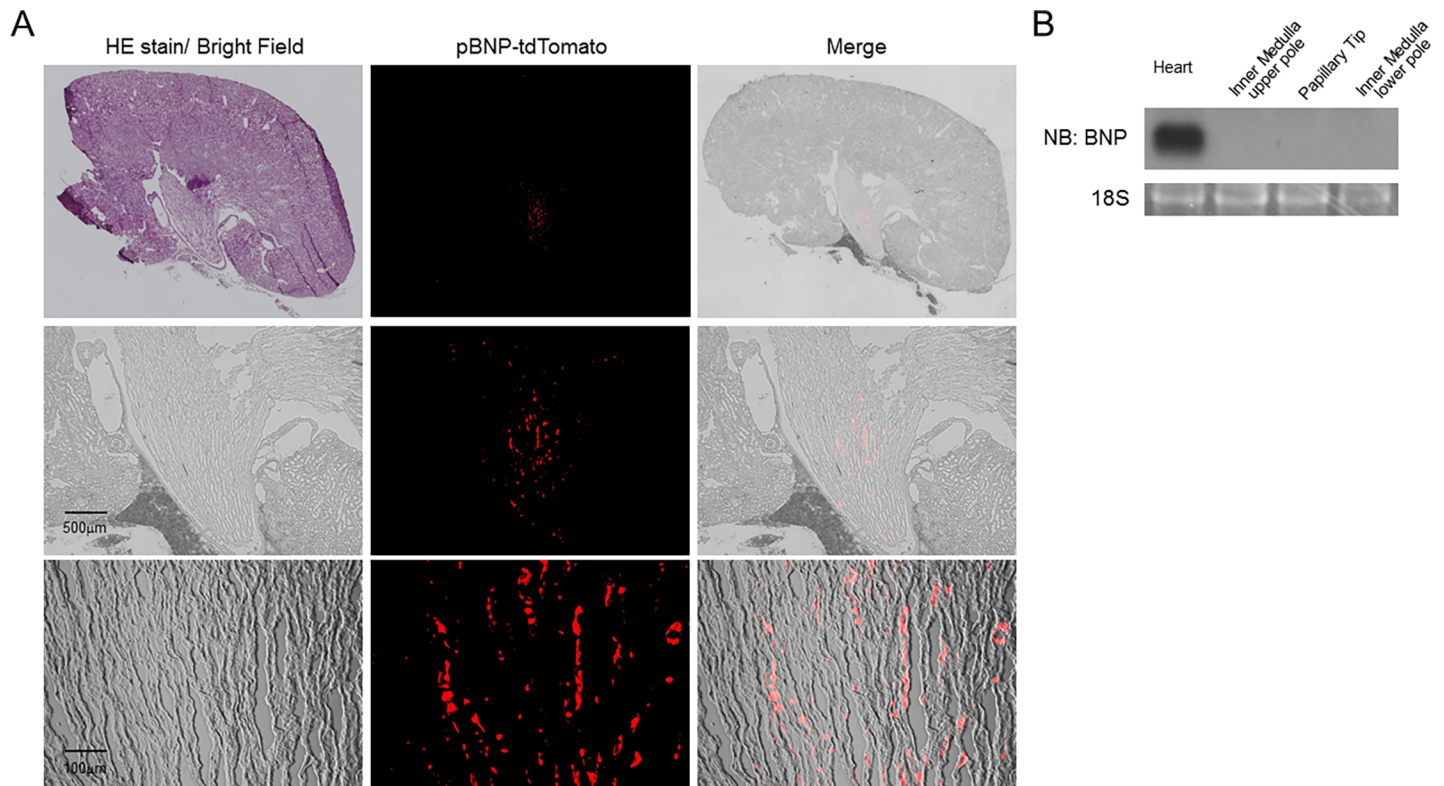 A
HE stain/ Bright Field
pBNP-tdTomato
Merge
500μm
100μm
B
Heart
Inner Medulla
upper pole
Papillary Tip
Inner Medulla
lower pole
NB: BNP
18S